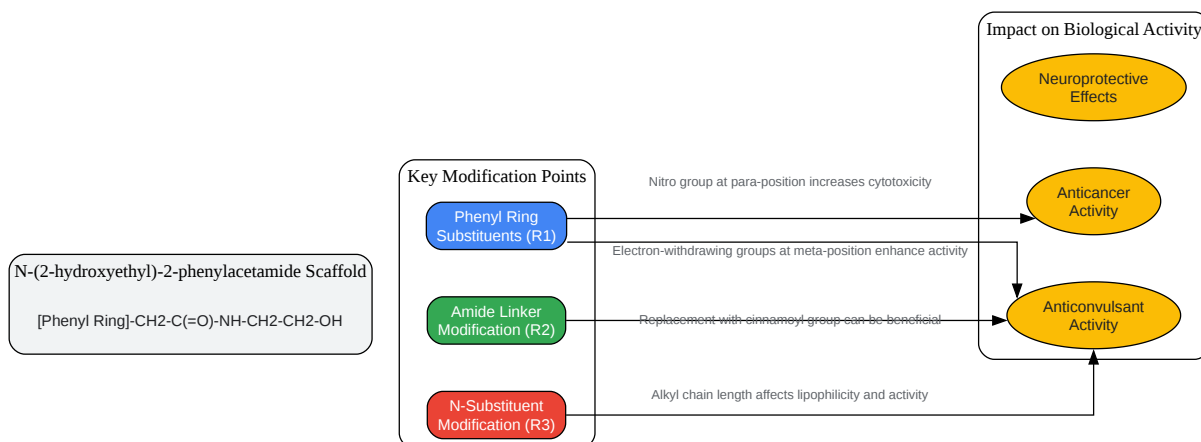 N-(2-hydroxyethyl)-2-phenylacetamide Scaffold
[Phenyl Ring]-CH2-C(=O)-NH-CH2-CH2-OH
Key Modification Points
Phenyl Ring
Substituents (R1)
Amide Linker
Modification (R2)
N-Substituent
Modification (R3)
Nitro group at para-position increases cytotoxicity
Electron-withdrawing groups at meta-position enhance activity
Replacement with cinnamoyl group can be beneficial
Alkyl chain length affects lipophilicity and activity
Impact on Biological Activity
Neuroprotective
Effects
Anticancer
Activity
Anticonvulsant
Activity